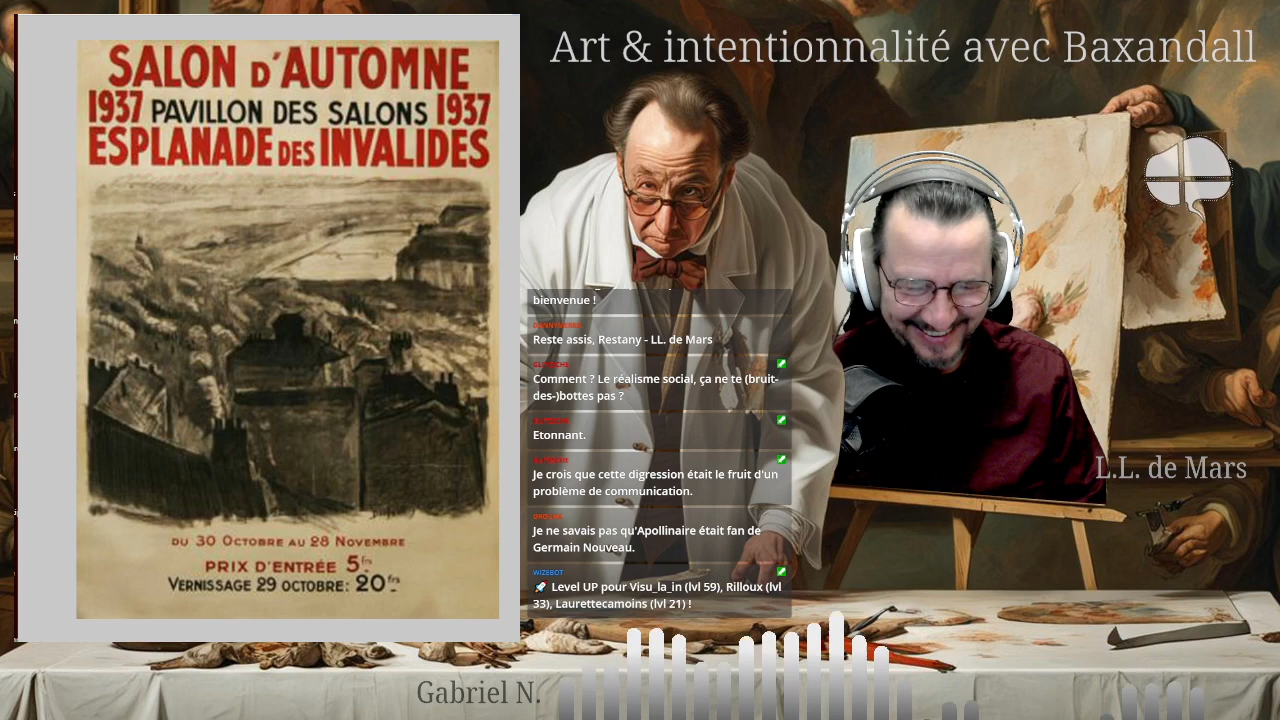 SALON D'AUTOMNE
1937 PAVILLON DES SALONS 1937
ESPLANADE DES INVALIDES
DU 30 OCTOBRE AU 28 NOVEMBRE
PRIX D'ENTRÉE 5 frs
VERNISSAGE 29 OCTOBRE: 20 frs
Art & intentionnalité avec Baxandall
bienvenue !
Reste assis, Restany - LL. de Mars
Comment ? Le réalisme social, ça ne te (bruit-
des-)bottes pas ?
Etonnant.
Je crois que cette digression était le fruit d'un
problème de communication.
Je ne savais pas qu'Apollinaire était fan de
Germain Nouveau.
WIZEBOT
🚀 Level UP pour Visu_la_in (lvl 59), Rilloux (lvl
33), Laurettecamoins (lvl 21) !
L.L. de Mars
Gabriel N.